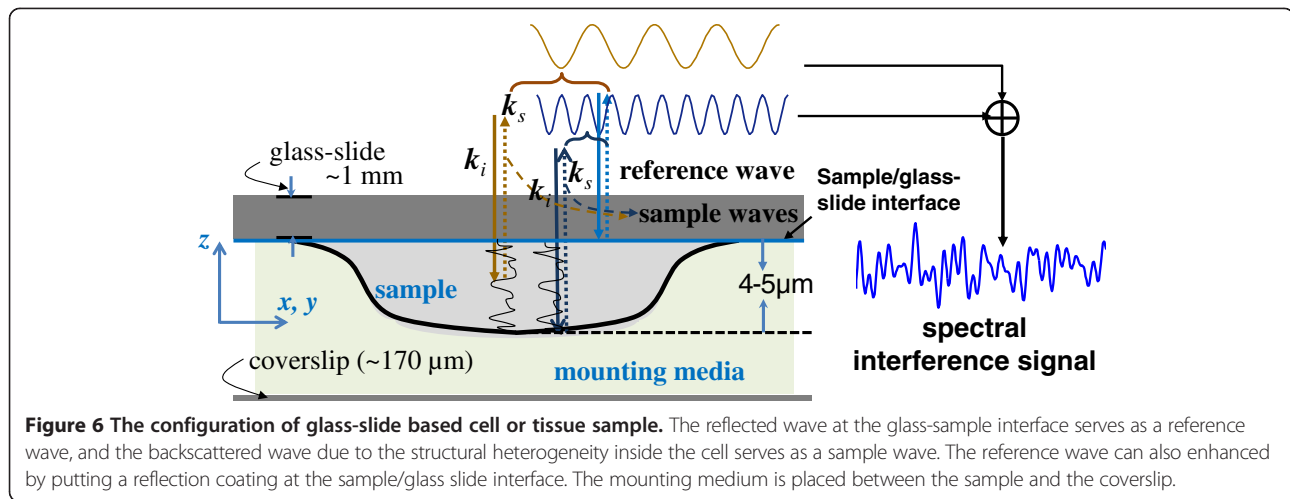 k_s
glass-slide
~1 mm
k_i
k_s
reference wave
Sample/glass-
slide interface
k_i
sample waves
z
sample
4-5μm
x, y
spectral
interference signal
coverslip (~170 µm)
mounting media
Figure 6 The configuration of glass-slide based cell or tissue sample. The reflected wave at the glass-sample interface serves as a reference
wave, and the backscattered wave due to the structural heterogeneity inside the cell serves as a sample wave. The reference wave can also enhanced
by putting a reflection coating at the sample/glass slide interface. The mounting medium is placed between the sample and the coverslip.